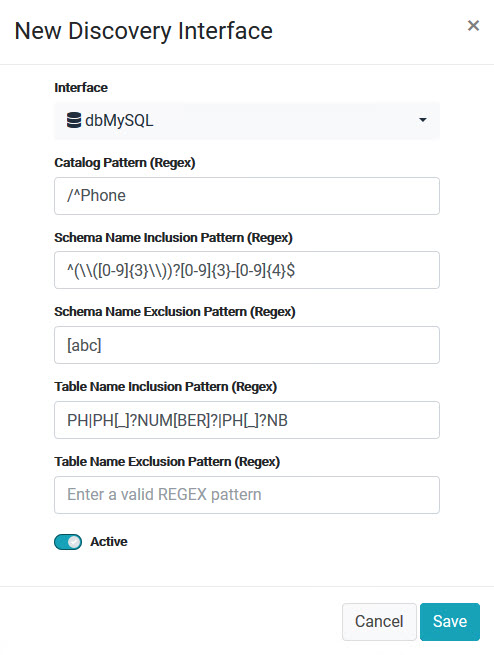 New Discovery Interface ×
Interface
dbMySQL
Catalog Pattern (Regex)
/^Phone
Schema Name Inclusion Pattern (Regex)
^(\\([0-9]{3}\\))?[0-9]{3}-[0-9]{4}$
Schema Name Exclusion Pattern (Regex)
[abc]
Table Name Inclusion Pattern (Regex)
PH|PH[_]?NUM[BER]?|PH[_]?NB
Table Name Exclusion Pattern (Regex)
Enter a valid REGEX pattern
Active
Cancel Save